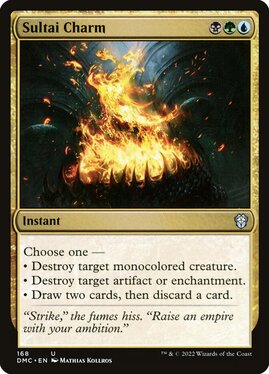 Sultai Charm
Instant
Choose one —
• Destroy target monocolored creature.
• Destroy target artifact or enchantment.
• Draw two cards, then discard a card.
“Strike,” the fumes hiss. “Raise an empire
with your ambition.”
168 U
DMC • EN Mathias Kollros
™ & © 2022 Wizards of the Coast